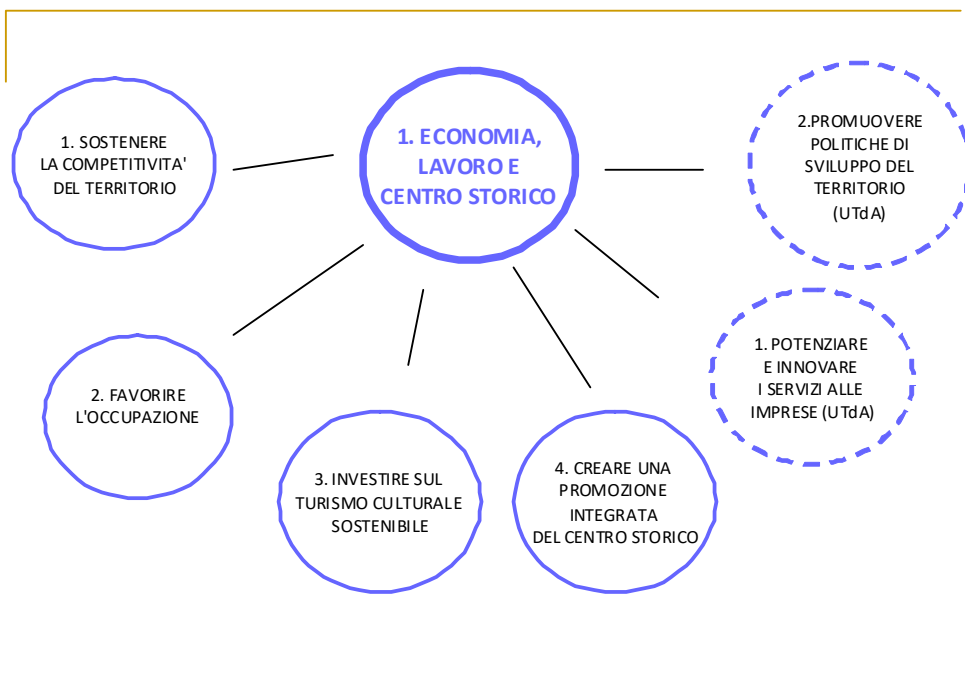 1. ECONOMIA,
LAVORO E
CENTRO STORICO
1. SOSTENERE
LA COMPETITIVITA'
DEL TERRITORIO
2. FAVORIRE
L'OCCUPAZIONE
3. INVESTIRE SUL
TURISMO CULTURALE
SOSTENIBILE
4. CREARE UNA
PROMOZIONE
INTEGRATA
DEL CENTRO STORICO
1. POTENZIARE
E INNOVARE
I SERVIZI ALLE
IMPRESE (UTdA)
2.PROMUOVERE
POLITICHE DI
SVILUPPO DEL
TERRITORIO
(UTdA)